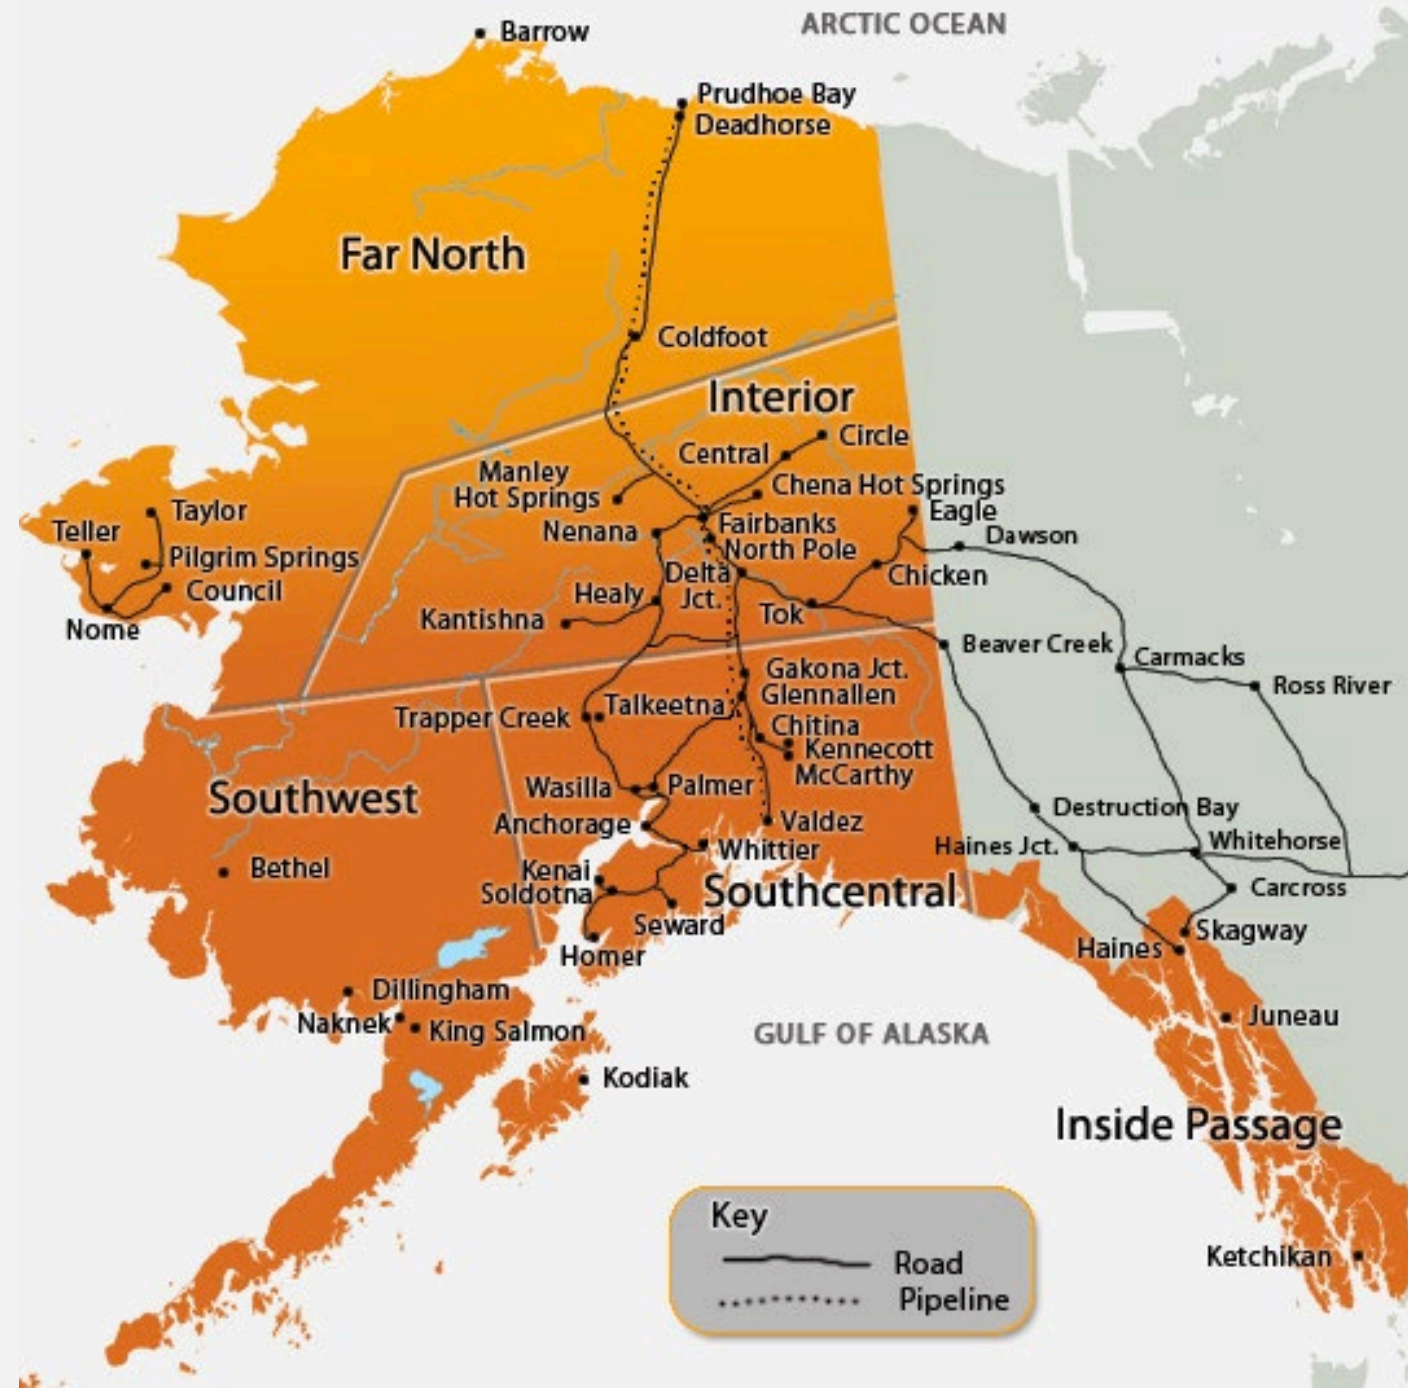 ARCTIC OCEAN
Barrow
Prudhoe Bay
Deadhorse
Far North
Coldfoot
Interior
Circle
Central
Manley
Hot Springs
Chena Hot Springs
Eagle
Taylor
Teller
Nenana
Fairbanks
North Pole
Dawson
Pilgrim Springs
Council
Nome
Delta
Jct.
Chicken
Healy
Kantishna
Tok
Beaver Creek
Carmacks
Ross River
Gakona Jct.
Glennallen
Talkeetna
Trapper Creek
Chitina
Kennecott
McCarthy
Southwest
Wasilla
Palmer
Destruction Bay
Anchorage
Valdez
Whittier
Haines Jct.
Whitehorse
Bethel
Kenai
Soldotna
Southcentral
Carcross
Seward
Skagway
Homer
Haines
Dillingham
Naknek
King Salmon
GULF OF ALASKA
Juneau
Kodiak
Inside Passage
Key
Road
Pipeline
Ketchikan